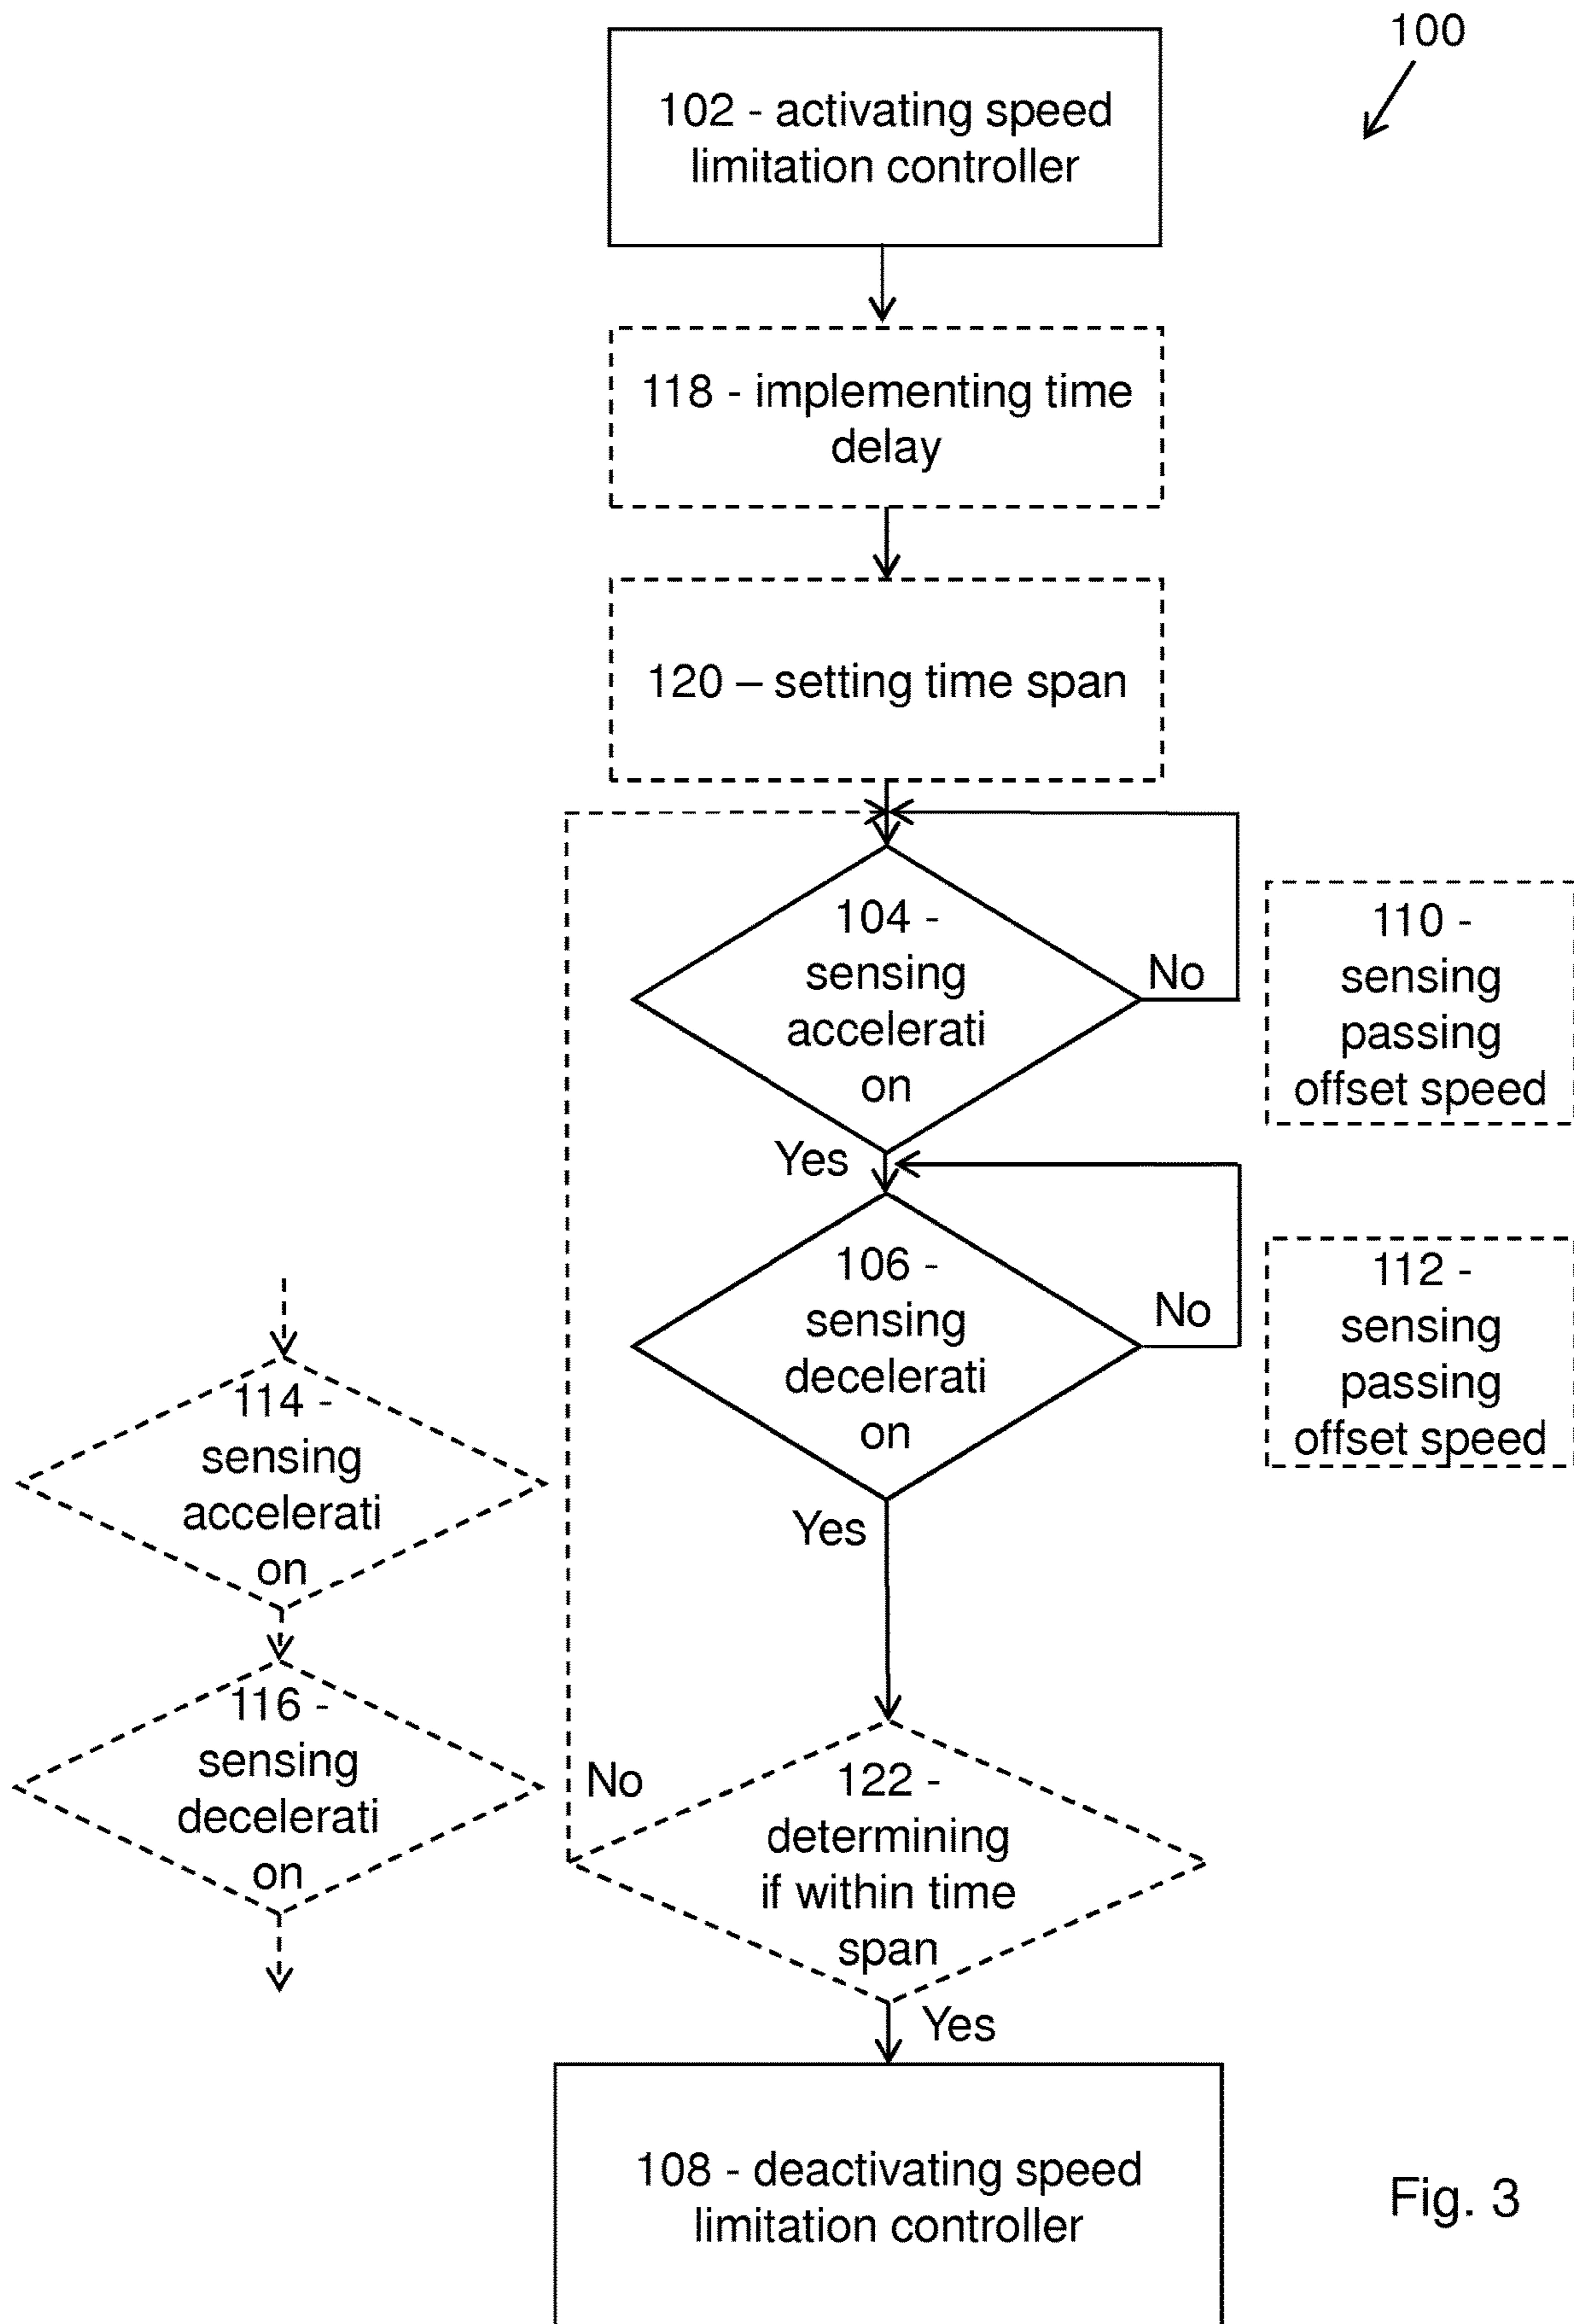 100
102 - activating speed
limitation controller
118 - implementing time
delay
120 – setting time span
104 -
sensing
accelerati
on
No
110 -
sensing
passing
offset speed
Yes
106 -
sensing
decelerati
on
No
112 -
sensing
passing
offset speed
Yes
114 -
sensing
accelerati
on
116 -
sensing
decelerati
on
No
122 -
determining
if within time
span
Yes
108 - deactivating speed
limitation controller
Fig. 3